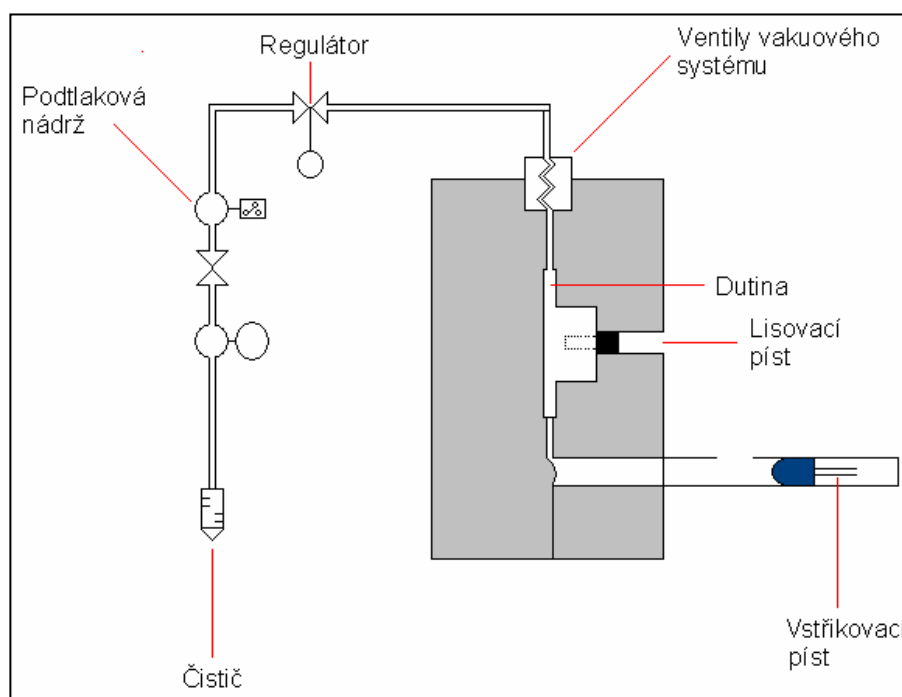 Regulátor
Ventily vakuového
systému
Podtlaková
nádrž
Dutina
Lisovací
píst
Vstřikovací
píst
Čistič